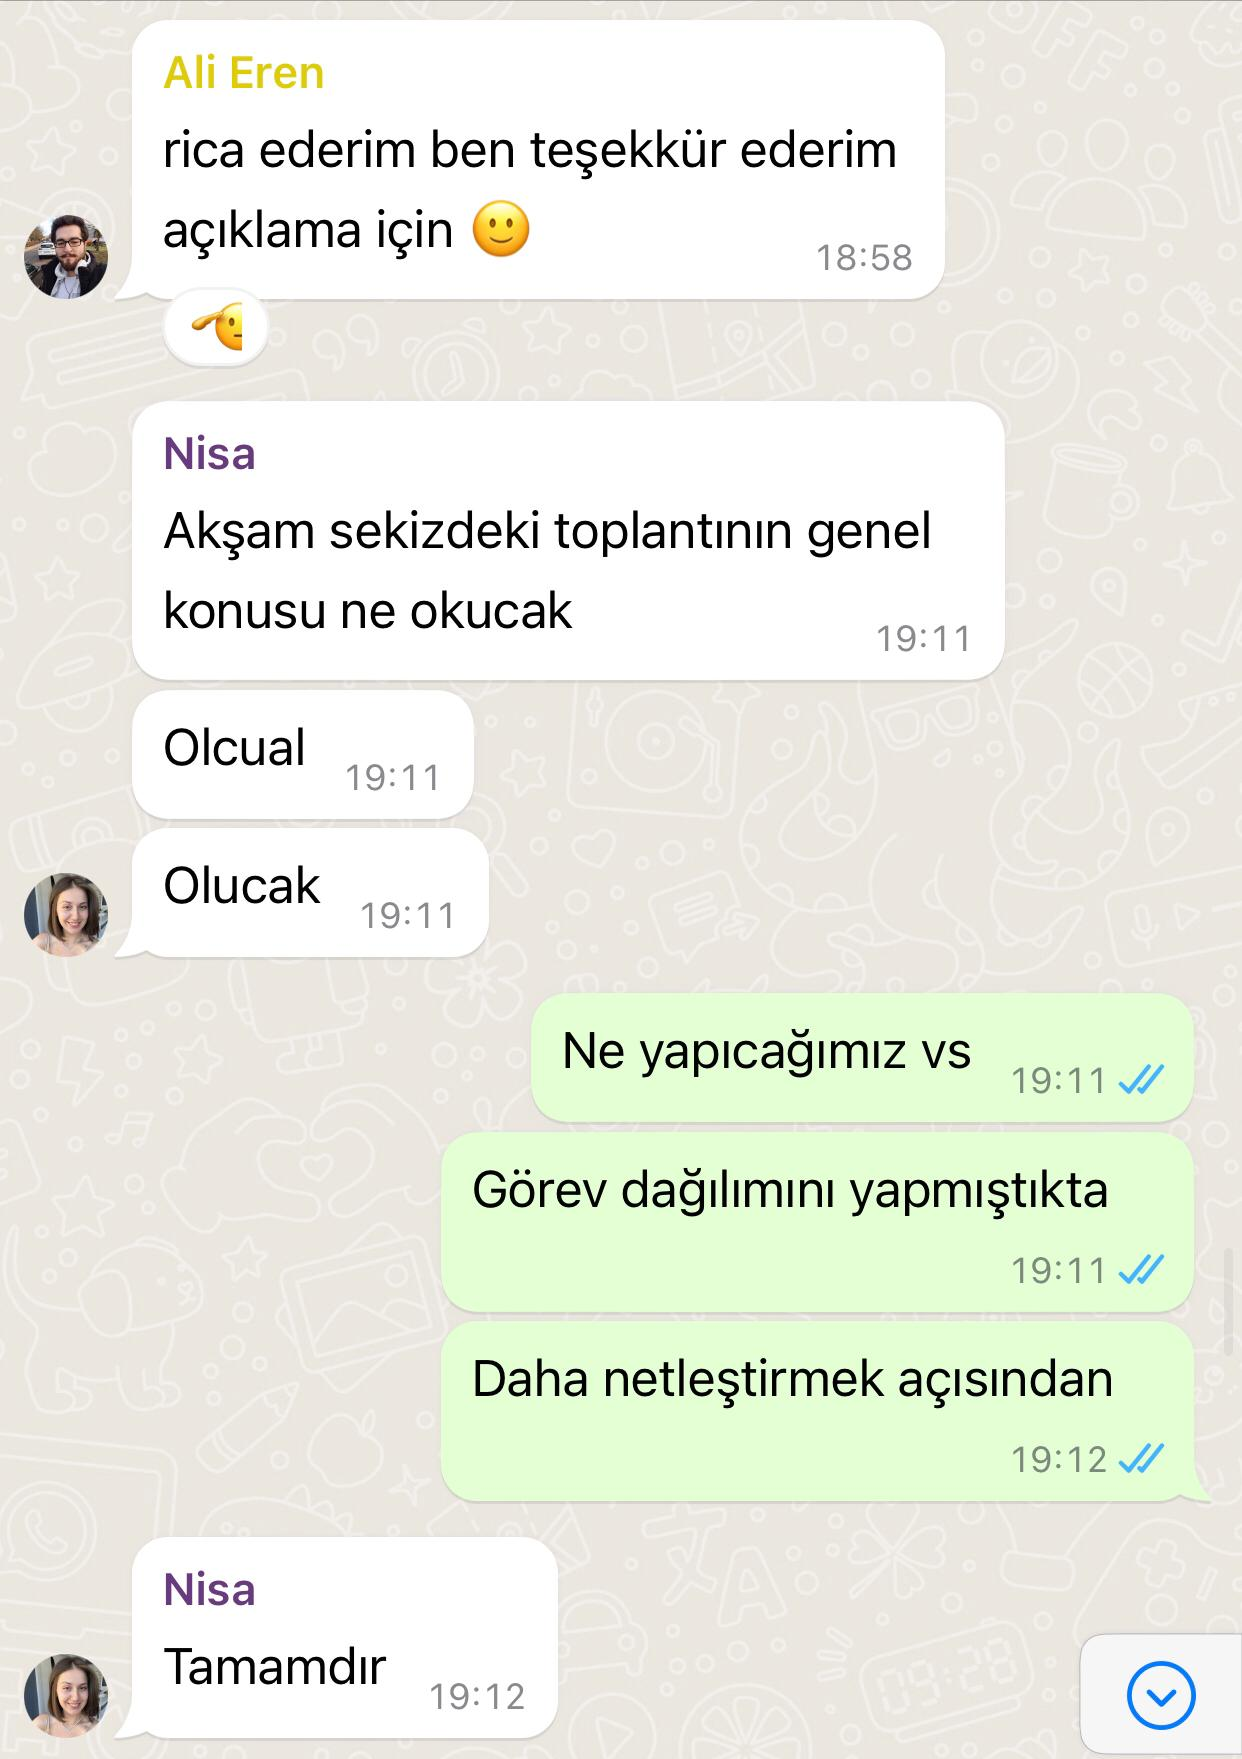 Ali Eren
rica ederim ben teşekkür ederim
açıklama için 🙂
18:58
Nisa
Akşam sekizdeki toplantının genel
konusu ne okucak
19:11
Olcual
19:11
Olucak
19:11
Ne yapıcağımız vs
19:11
Görev dağılımını yapmıştıkta
19:11
Daha netleştirmek açısından
19:12
Nisa
Tamamdır
19:12